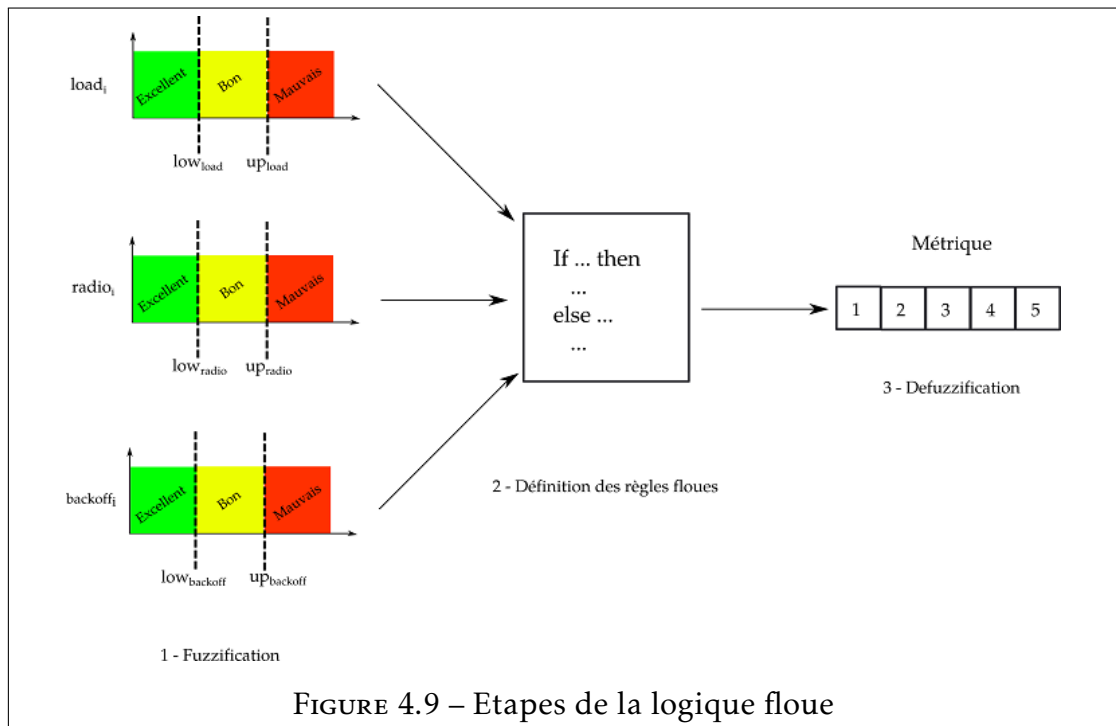 load_i
Excellent
Bon
Mauvais
low_load
up_load
radio_i
Excellent
Bon
Mauvais
low_radio
up_radio
backoff_i
Excellent
Bon
Mauvais
low_backoff
up_backoff
1 - Fuzzification
If ... then
...
else ...
...
2 - Définition des règles floues
Métrique
1 2 3 4 5
3 - Defuzzification
FIGURE 4.9 – Etapes de la logique floue